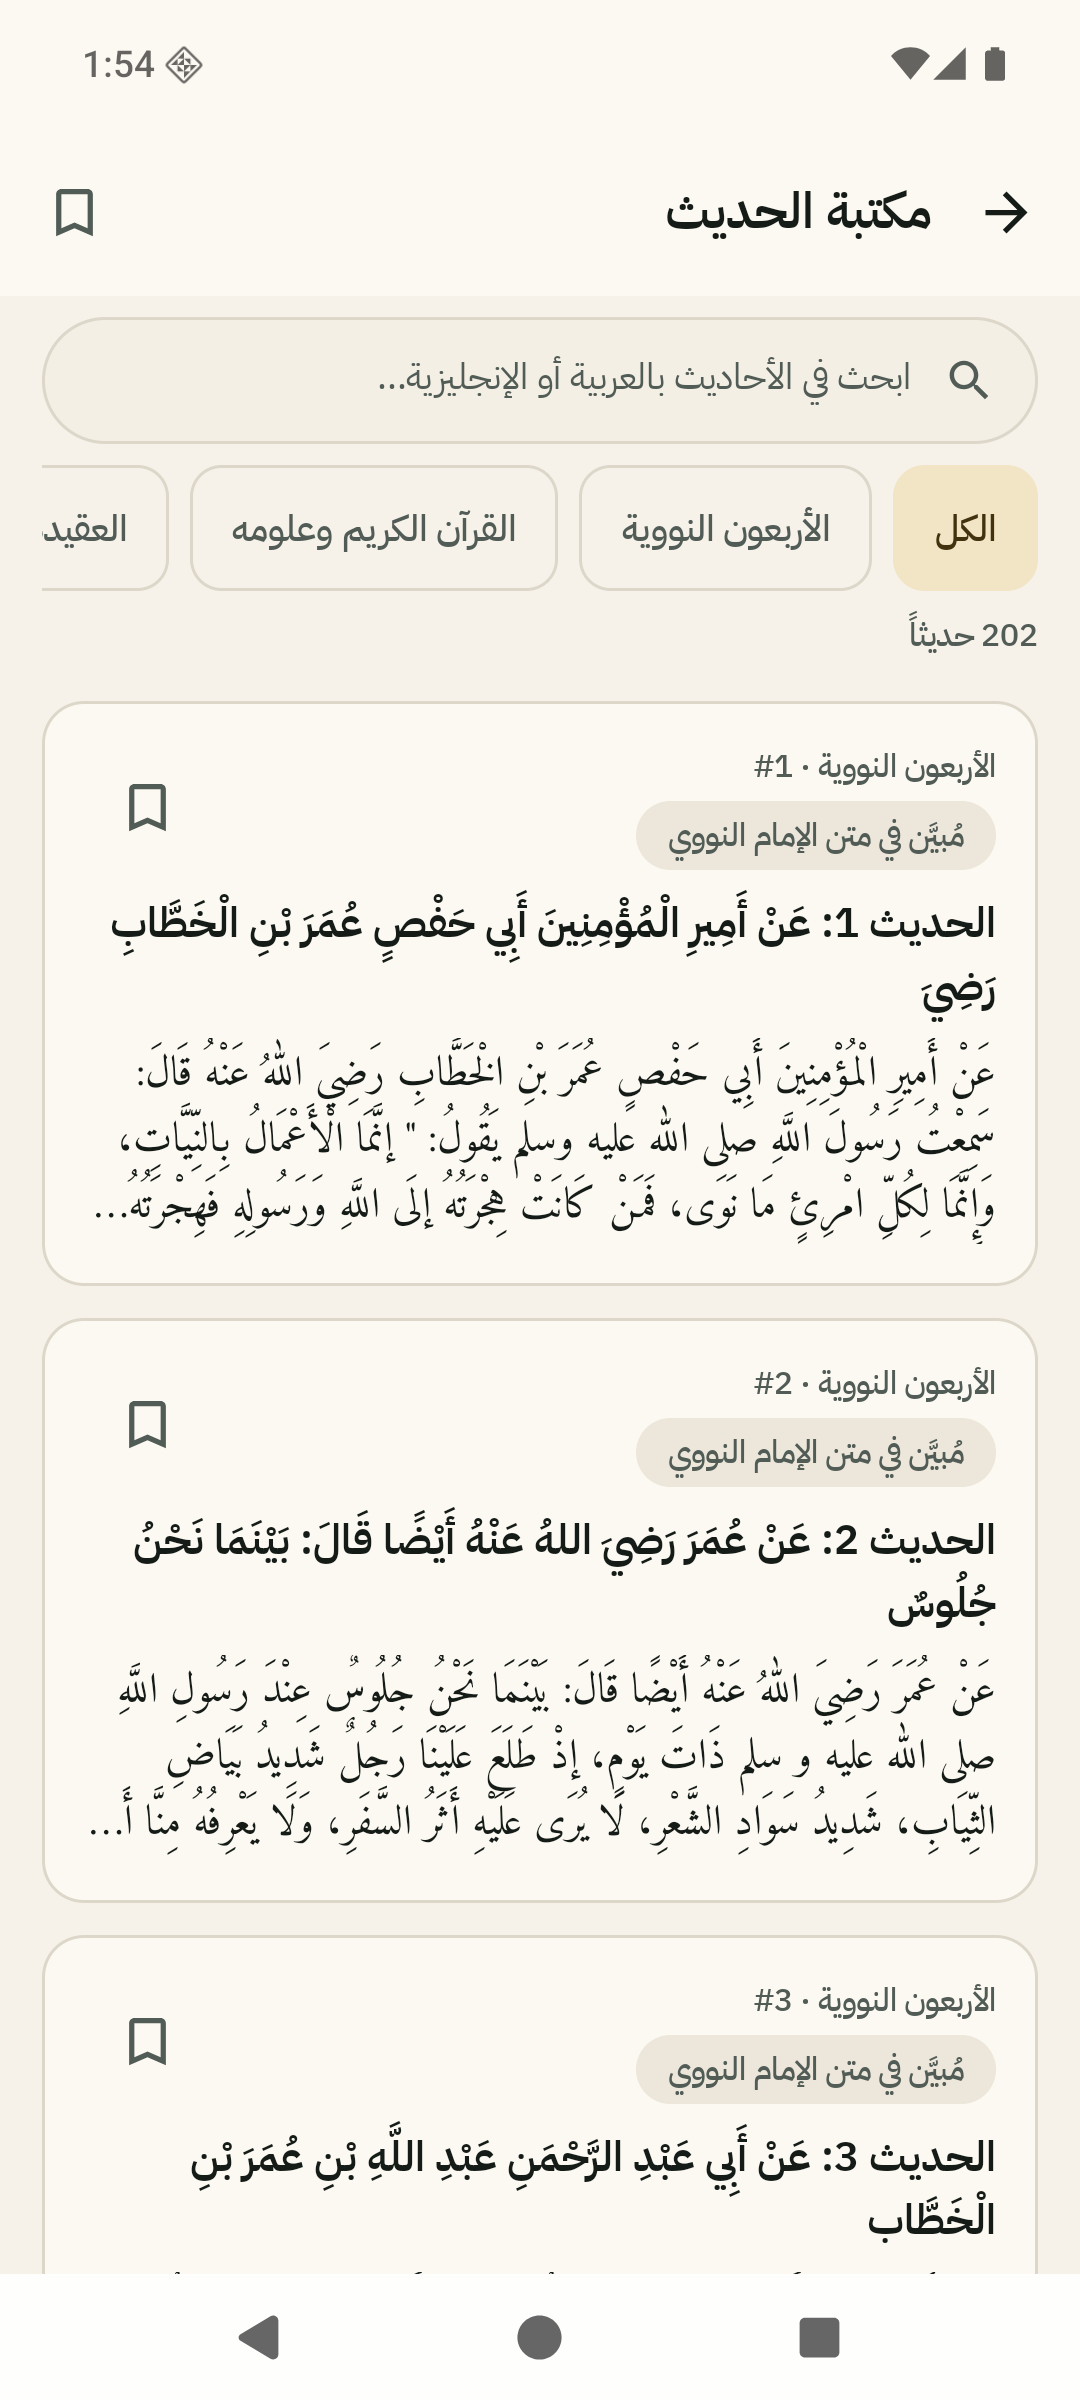 1:54
مكتبة الحديث
ابحث في الأحاديث بالعربية أو الإنجليزية...
الكل
الأربعون النووية
القرآن الكريم وعلومه
202 حديثاً
الأربعون النووية · #1
مُبيَّن في متن الإمام النووي
الحديث 1: عَنْ أَمِيرِ الْمُؤْمِنِينَ أَبِي حَفْصٍ عُمَرَ بْنِ الْخَطَّابِ
رَضِيَ
عَنْ أَمِيرِ الْمُؤْمِنِينَ أَبِي حَفْصٍ عُمَرَ بْنِ الْخَطَّابِ رَضِيَ اللهُ عَنْهُ قَالَ:
سَمِعْتُ رَسُولَ اللَّهِ صلى الله عليه وسلم يَقُولُ: " إنَّمَا الْأَعْمَالُ بِالنِّيَّاتِ،
وَإِنَّمَا لِكُلِّ امْرِئٍ مَا نَوَى، فَمَنْ كَانَتْ هِجْرَتُهُ إلَى اللَّهِ وَرَسُولِهِ فَهِجْرَتُهُ...
الأربعون النووية · #2
مُبيَّن في متن الإمام النووي
الحديث 2: عَنْ عُمَرَ رَضِيَ اللهُ عَنْهُ أَيْضًا قَالَ: بَيْنَمَا نَحْنُ
جُلُوسٌ
عَنْ عُمَرَ رَضِيَ اللهُ عَنْهُ أَيْضًا قَالَ: بَيْنَمَا نَحْنُ جُلُوسٌ عِنْدَ رَسُولِ اللَّهِ
صلى الله عليه و سلم ذَاتَ يَوْمٍ، إذْ طَلَعَ عَلَيْنَا رَجُلٌ شَدِيدُ بَيَاضِ
الثِّيَابِ، شَدِيدُ سَوَادِ الشَّعْرِ، لَا يُرَى عَلَيْهِ أَثَرُ السَّفَرِ، وَلَا يَعْرِفُهُ مِنَّا أَ...
الأربعون النووية · #3
مُبيَّن في متن الإمام النووي
الحديث 3: عَنْ أَبِي عَبْدِ الرَّحْمَنِ عَبْدِ اللَّهِ بْنِ عُمَرَ بْنِ
الْخَطَّاب